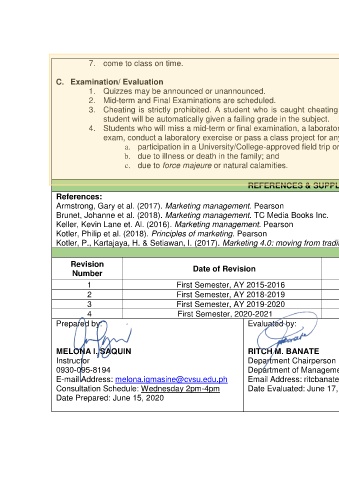 7. come to class on time.
C. Examination/ Evaluation
1. Quizzes may be announced or unannounced.
2. Mid-term and Final Examinations are scheduled.
3. Cheating is strictly prohibited. A student who is caught cheating
student will be automatically given a failing grade in the subject.
4. Students who will miss a mid-term or final examination, a laborator
exam, conduct a laboratory exercise or pass a class project for any
a. participation in a University/College-approved field trip or
b. due to illness or death in the family; and
c. due to force majeure or natural calamities.
REFERENCES & SUPPL
References:
Armstrong, Gary et al. (2017). Marketing management. Pearson
Brunet, Johanne et al. (2018). Marketing management. TC Media Books Inc.
Keller, Kevin Lane et. Al. (2016). Marketing management. Pearson
Kotler, Philip et al. (2018). Principles of marketing. Pearson
Kotler, P., Kartajaya, H. & Setiawan, I. (2017). Marketing 4.0: moving from tradi
Revision Number
Date of Revision
1 First Semester, AY 2015-2016
2 First Semester, AY 2018-2019
3 First Semester, AY 2019-2020
4 First Semester, 2020-2021
Prepared by:
MELONA I. SAQUIN
Instructor
0930-095-8194
E-mail Address: melona.igmasine@cvsu.edu.ph
Consultation Schedule: Wednesday 2pm-4pm
Date Prepared: June 15, 2020
Evaluated by:
RITCH M. BANATE
Department Chairperson
Department of Manageme
Email Address: ritcbanate
Date Evaluated: June 17,